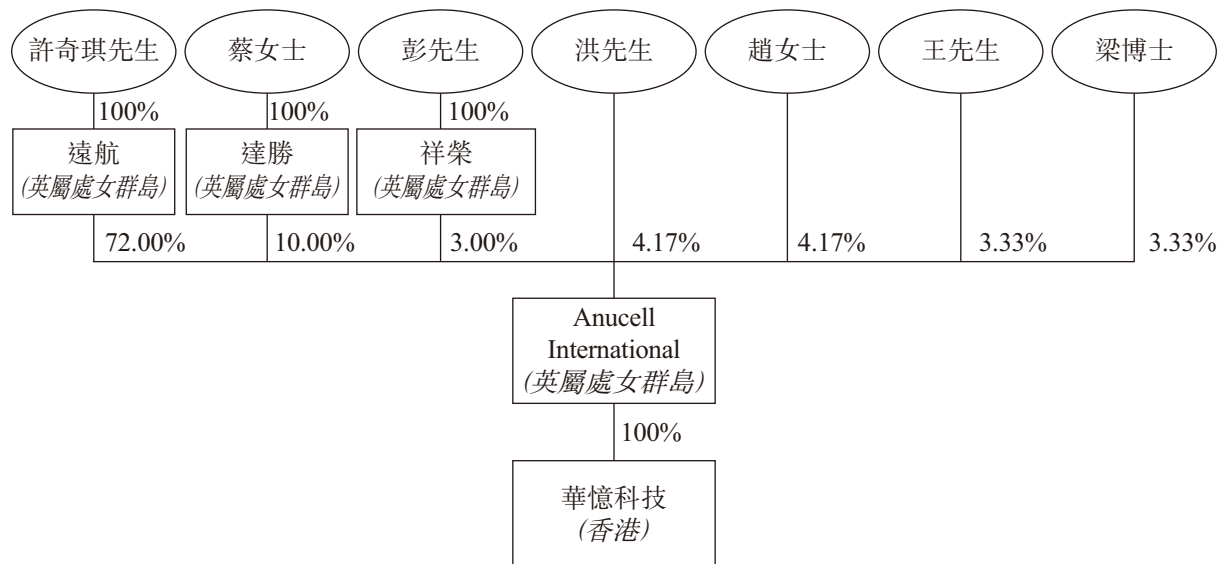 許奇琪先生
蔡女士
彭先生
洪先生
趙女士
王先生
梁博士
100%
100%
100%
遠航
(英屬處女群島)
達勝
(英屬處女群島)
祥榮
(英屬處女群島)
72.00%
10.00%
3.00%
4.17%
4.17%
3.33%
3.33%
Anucell
International
(英屬處女群島)
100%
華憶科技
(香港)